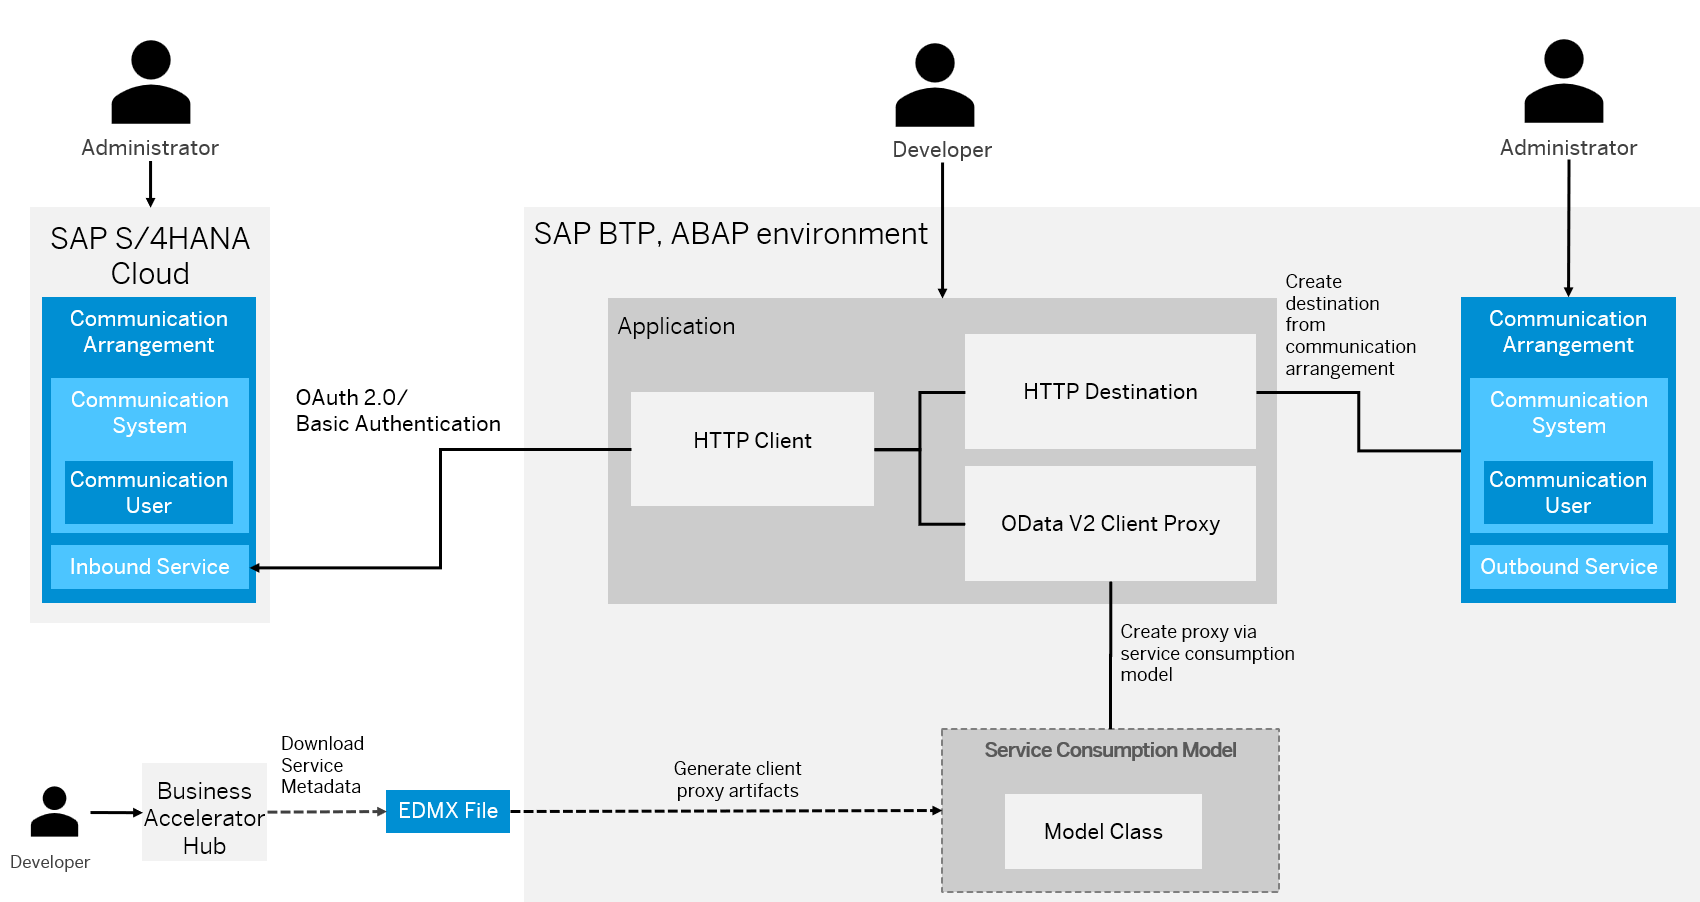 Administrator
Developer
Administrator
SAP S/4HANA
Cloud
Communication
Arrangement
Communication
System
Communication
User
Inbound Service
OAuth 2.0/
Basic Authentication
SAP BTP, ABAP environment
Application
HTTP Client
HTTP Destination
OData V2 Client Proxy
Create
destination
from
communication
arrangement
Communication
Arrangement
Communication
System
Communication
User
Outbound Service
Create proxy via
service consumption
model
Developer
Business
Accelerator
Hub
Download
Service
Metadata
EDMX File
Generate client
proxy artifacts
Service Consumption Model
Model Class